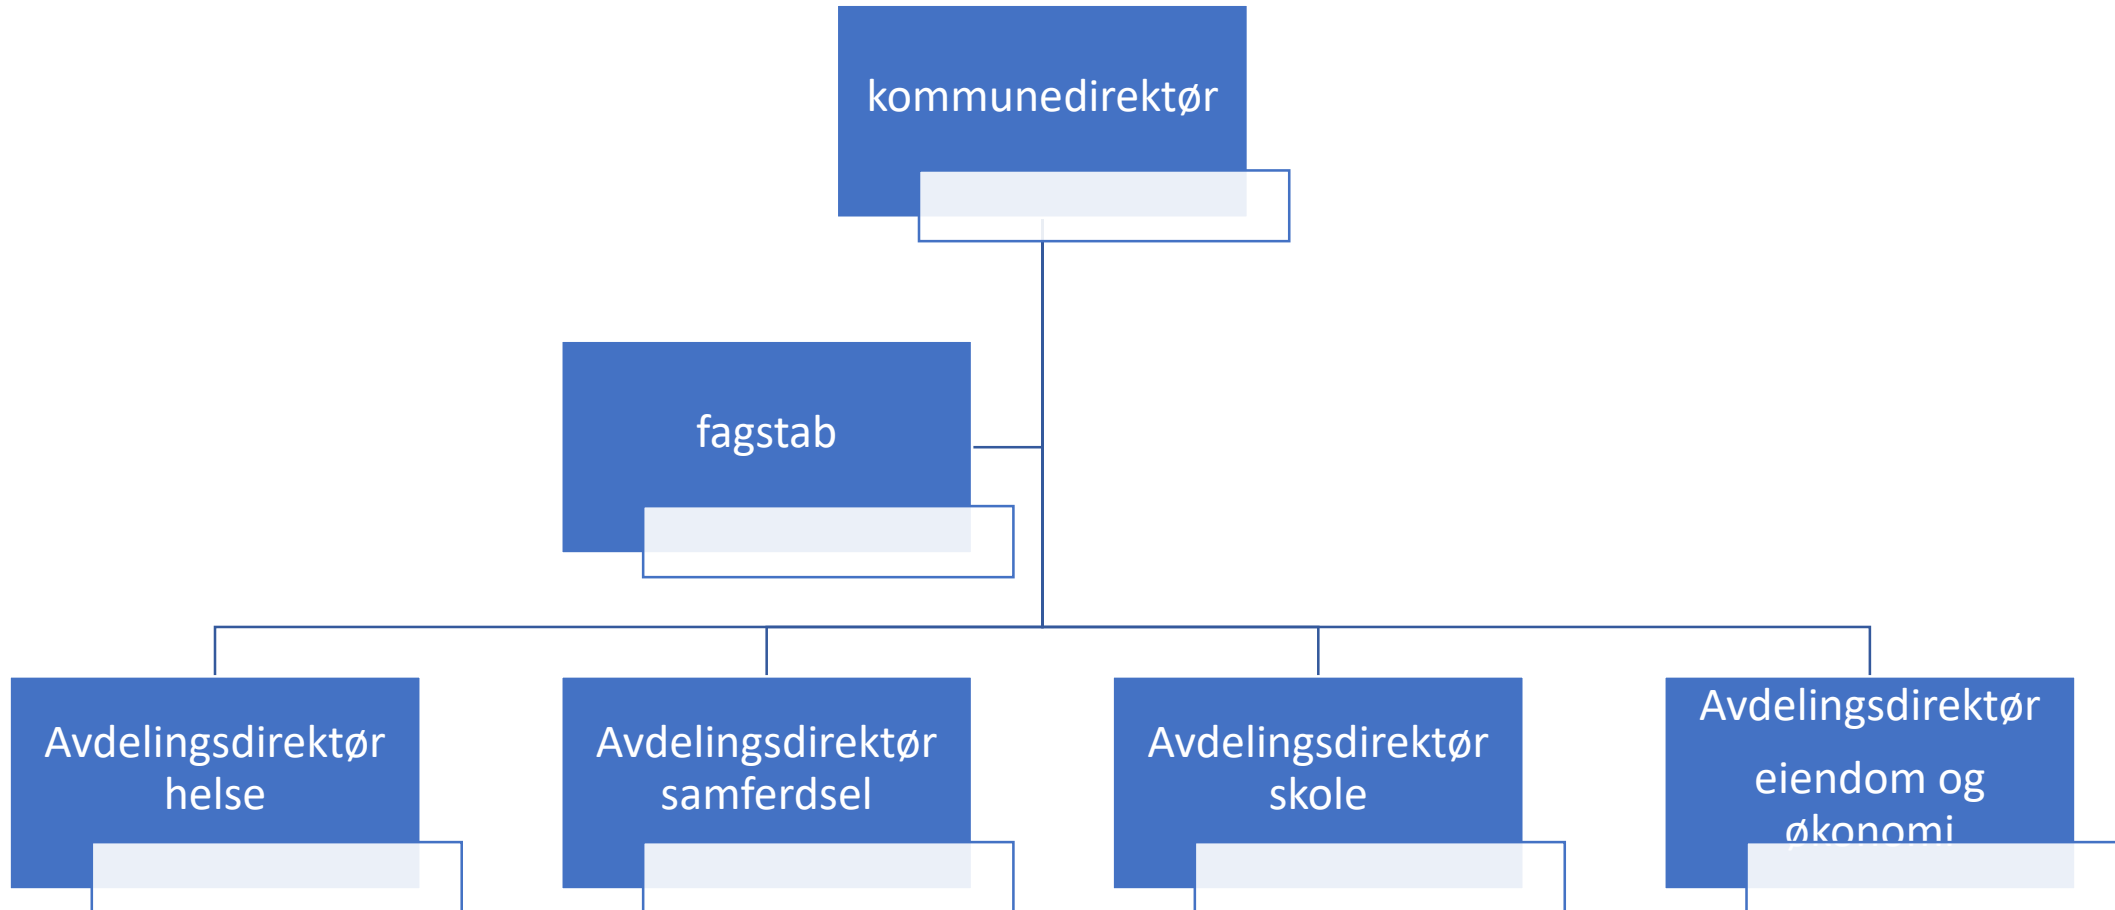 kommunedirektør
fagstab
Avdelingsdirektør
helse
Avdelingsdirektør
samferdsel
Avdelingsdirektør
skole
Avdelingsdirektør
eiendom og
økonomi